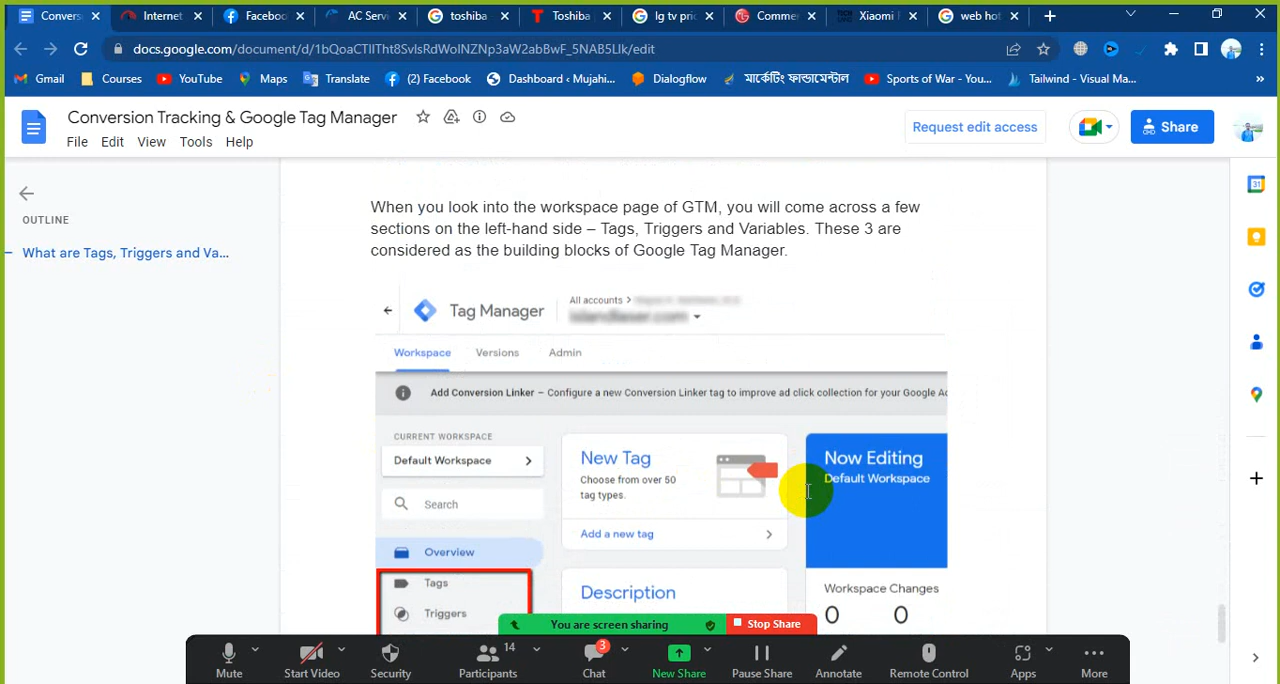 Convers
Internet
Faceboo
AC Servi
toshiba
Toshiba
lg tv pric
Comme
Xiaomi
web hot
docs.google.com/document/d/
/edit
Gmail
Courses
YouTube
Maps
Translate
(2) Facebook
Dashboard ‹ Mujahi...
Dialogflow
মার্কেটিং ফান্ডামেন্টাল
Sports of War - You...
Tailwind - Visual Ma...
»
Conversion Tracking & Google Tag Manager
File Edit View Tools Help
Request edit access
Share
OUTLINE
What are Tags, Triggers and Va...
When you look into the workspace page of GTM, you will come across a few
sections on the left-hand side – Tags, Triggers and Variables. These 3 are
considered as the building blocks of Google Tag Manager.
Tag Manager
All accounts >
Workspace Versions Admin
Add Conversion Linker – Configure a new Conversion Linker tag to improve ad click collection for your Google Ad
CURRENT WORKSPACE
Default Workspace
Search
Overview
Tags
Triggers
New Tag
Choose from over 50
tag types.
Add a new tag
Description
Now Editing
Default Workspace
Workspace Changes
0 0
31
You are screen sharing
Stop Share
Mute
Start Video
Security
Participants
14
Chat
3
New Share
Pause Share
Annotate
Remote Control
Apps
More